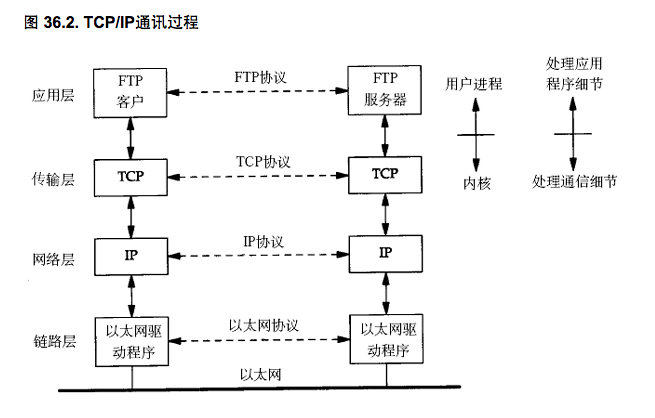 图 36.2. TCP/IP通讯过程
应用层
FTP
客户
FTP协议
FTP
服务器
用户进程
处理应用
程序细节
传输层
TCP
TCP协议
TCP
内核
处理通信细节
网络层
IP
IP协议
IP
链路层
以太网驱
动程序
以太网协议
以太网驱
动程序
以太网